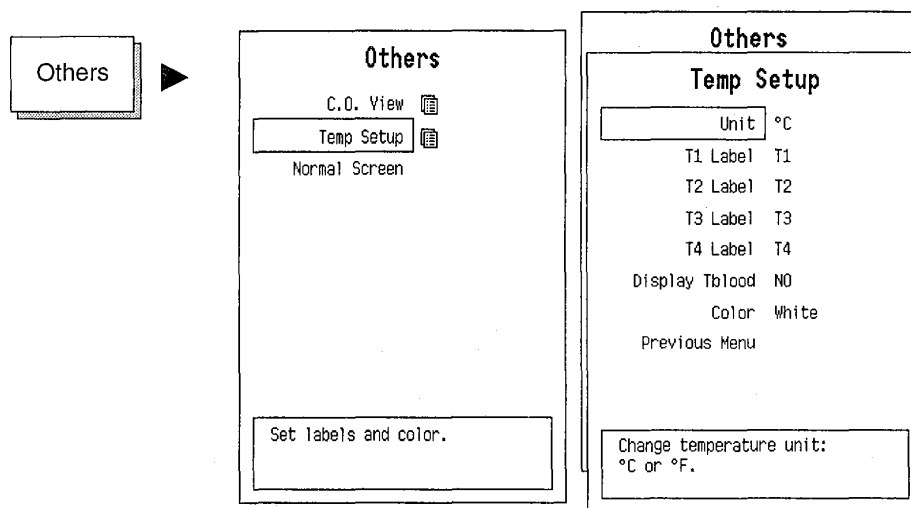 Others
Others
C.O. View
Temp Setup
Normal Screen
Set labels and color.
Others
Temp Setup
Unit °C
T1 Label T1
T2 Label T2
T3 Label T3
T4 Label T4
Display Tblood NO
Color White
Previous Menu
Change temperature unit:
°C or °F.